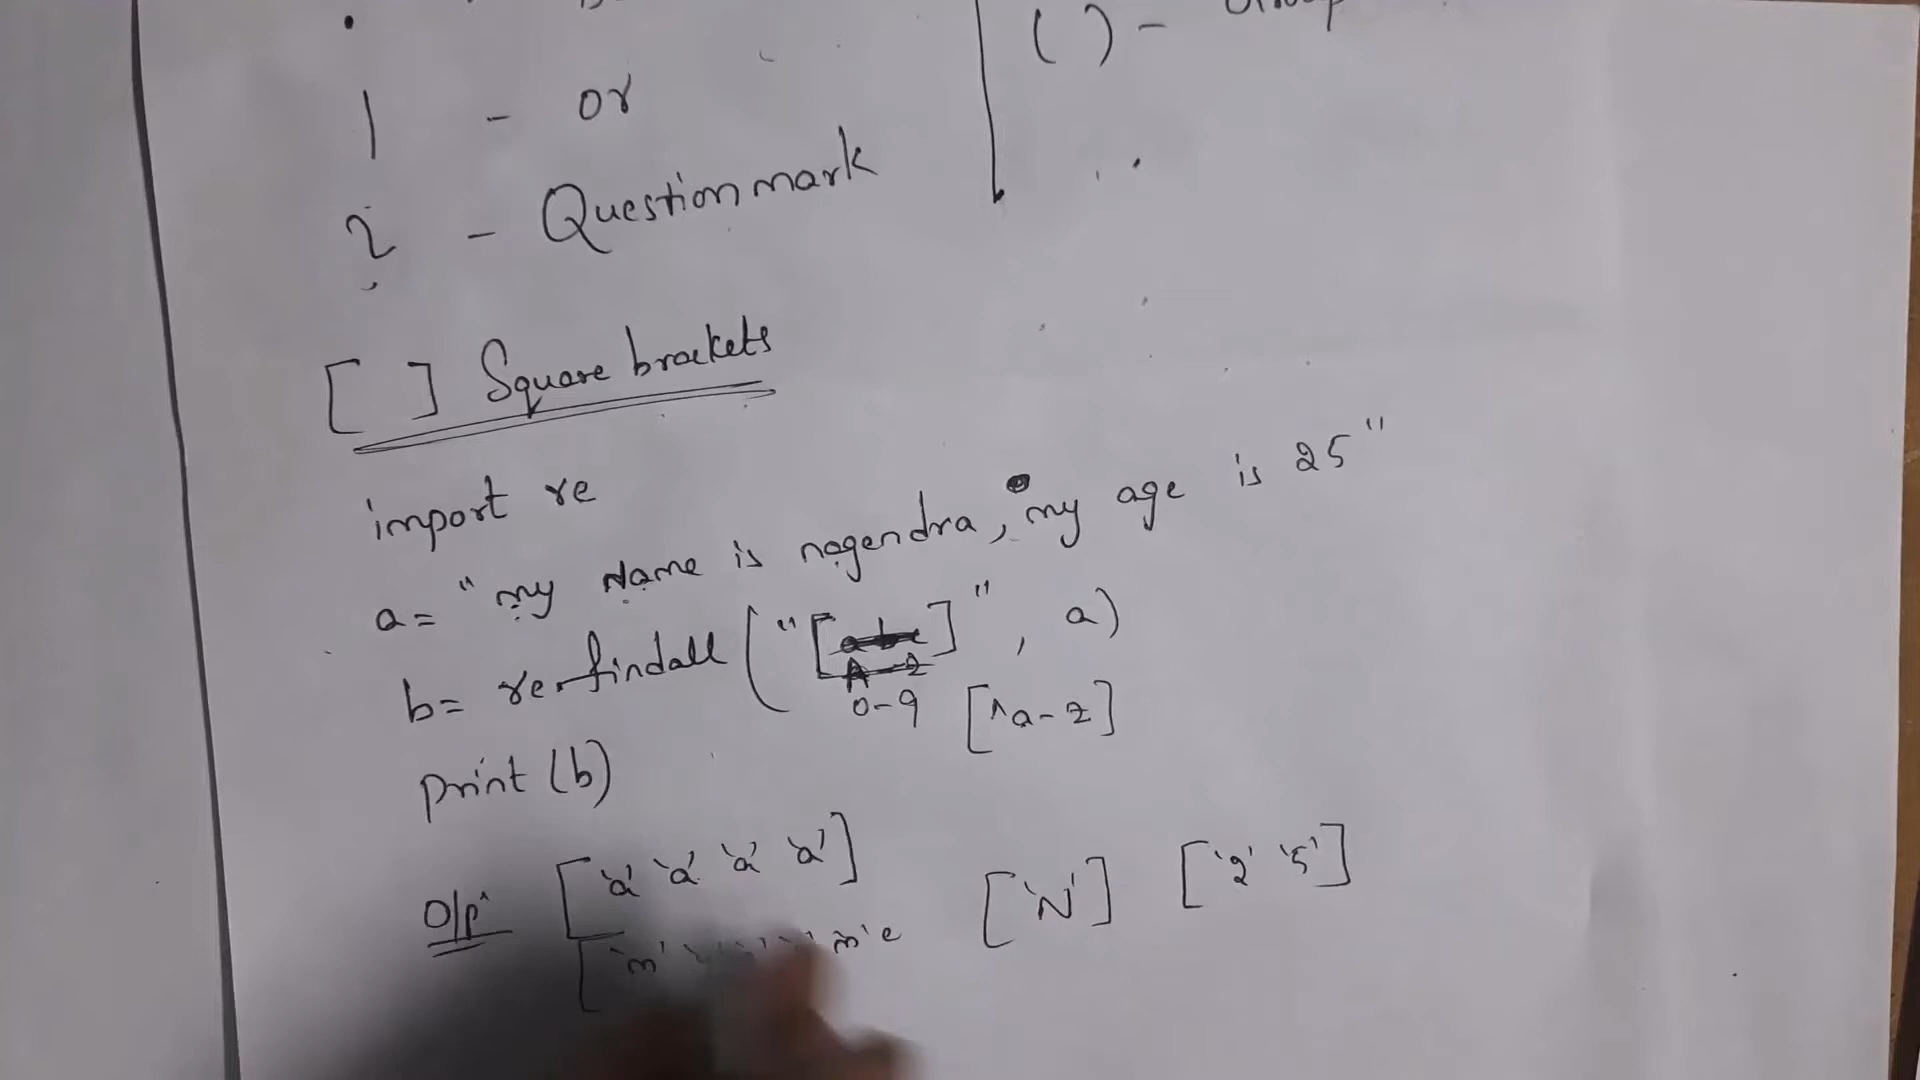 ( ) -
| - or
? - Question mark
[ ] Square brackets
import re
a= "my Name is nagendra, my age is 25"
b= re.findall ("[abc]", a)
A-Z
0-9 [^a-z]
print (b)
O/p [ 'a' 'a' 'a' 'a' ] ['N'] ['2' '5']
['m' 'm' e